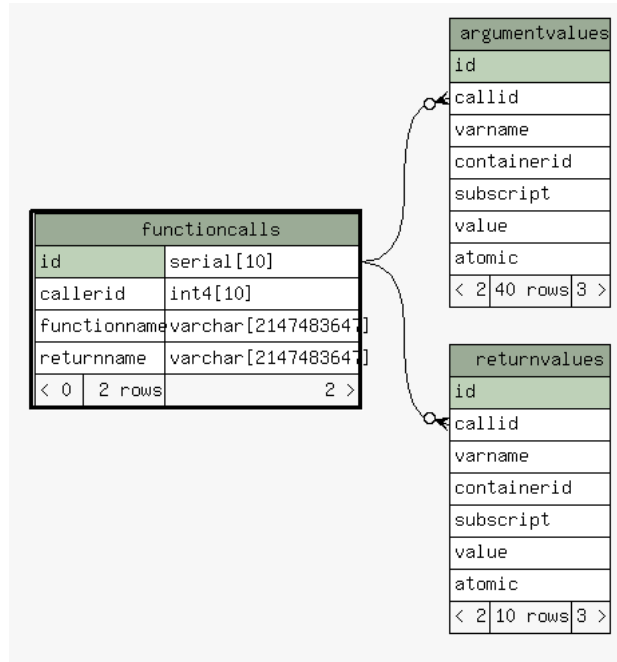 functioncalls
id serial[10]
callerid int4[10]
functionname varchar[2147483647]
returnname varchar[2147483647]
< 0 2 rows 2 >
argumentvalues
id
callid
varname
containerid
subscript
value
atomic
< 2 40 rows 3 >
returnvalues
id
callid
varname
containerid
subscript
value
atomic
< 2 10 rows 3 >